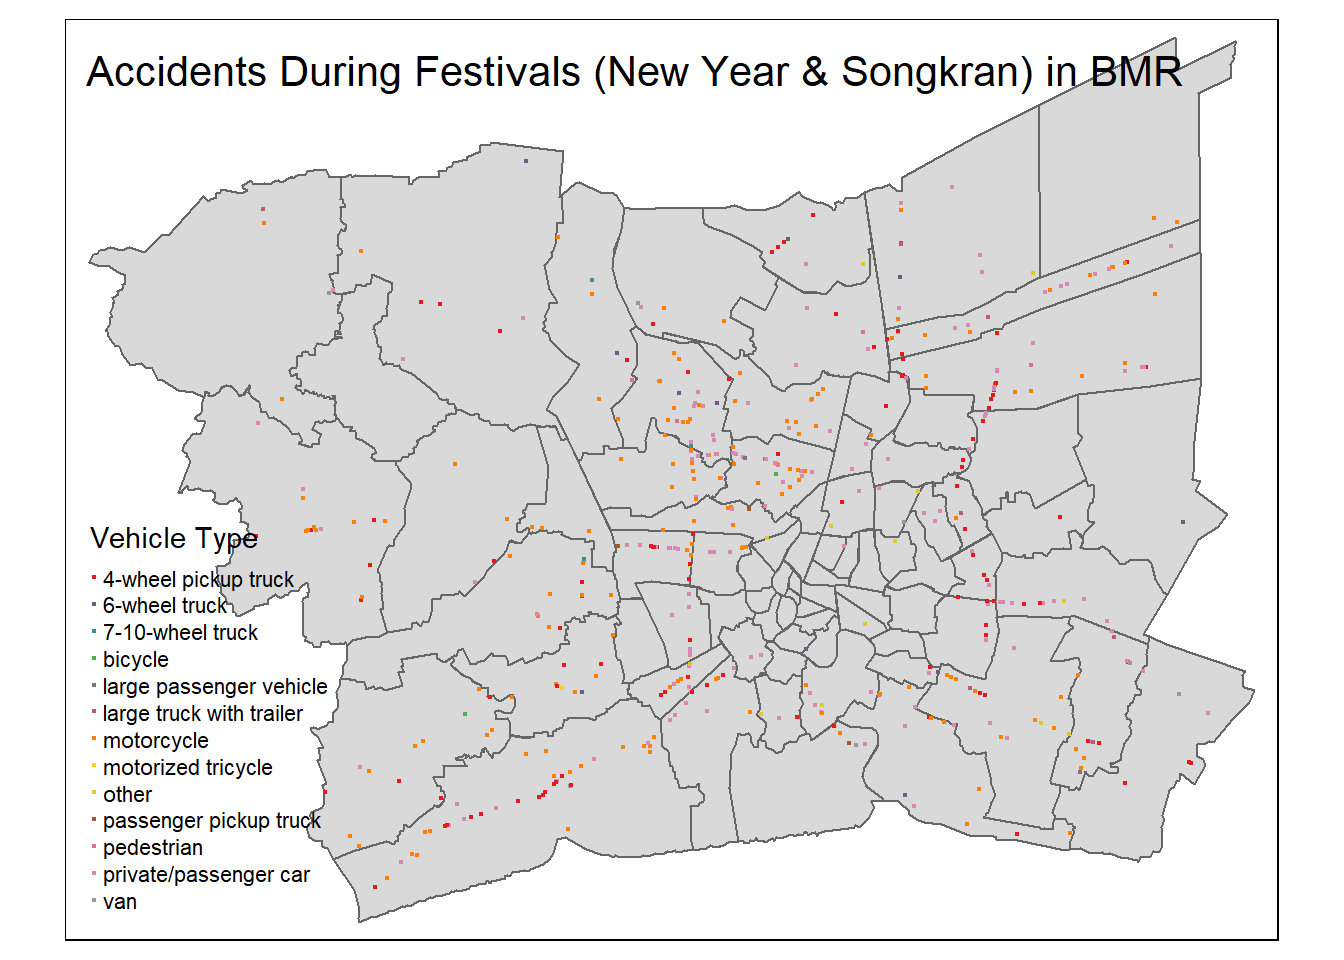 Accidents During Festivals (New Year & Songkran) in BMR
Vehicle Type
4-wheel pickup truck
6-wheel truck
7-10-wheel truck
bicycle
large passenger vehicle
large truck with trailer
motorcycle
motorized tricycle
other
passenger pickup truck
pedestrian
private/passenger car
van